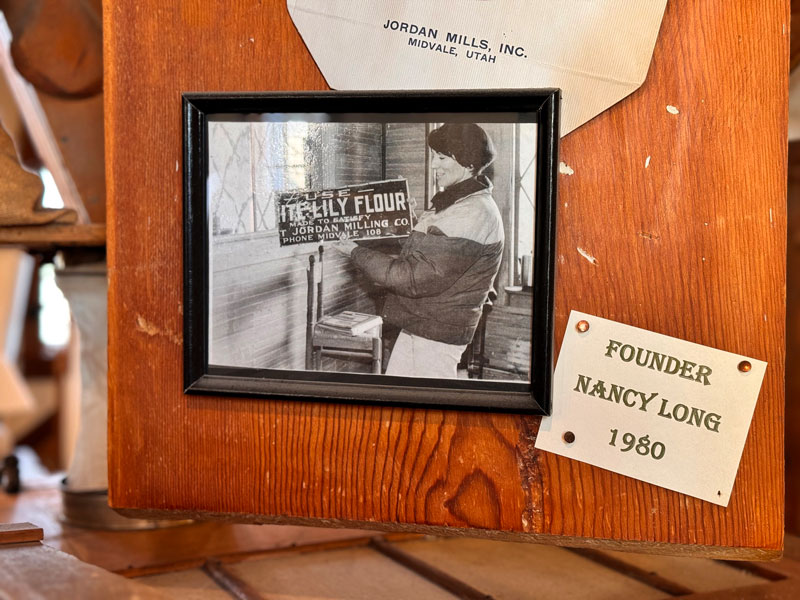 JORDAN MILLS, INC.
MIDVALE, UTAH
USE
ITE-LILY FLOUR
MADE TO SATISFY
T JORDAN MILLING CO
PHONE MIDVALE 108
FOUNDER
NANCY LONG
1980